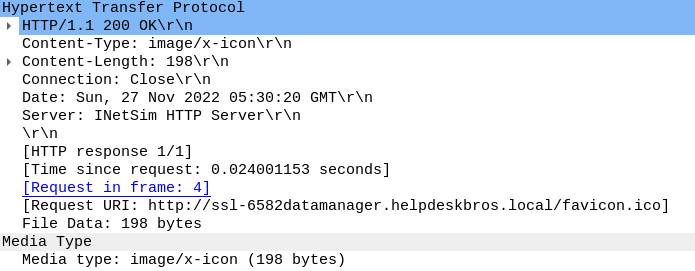 Hypertext Transfer Protocol
HTTP/1.1 200 OK\r\n
Content-Type: image/x-icon\r\n
Content-Length: 198\r\n
Connection: Close\r\n
Date: Sun, 27 Nov 2022 05:30:20 GMT\r\n
Server: INetSim HTTP Server\r\n
\r\n
[HTTP response 1/1]
[Time since request: 0.024001153 seconds]
[Request in frame: 4]
[Request URI: http://ssl-6582datamanager.helpdeskbros.local/favicon.ico]
File Data: 198 bytes
Media Type
Media type: image/x-icon (198 bytes)